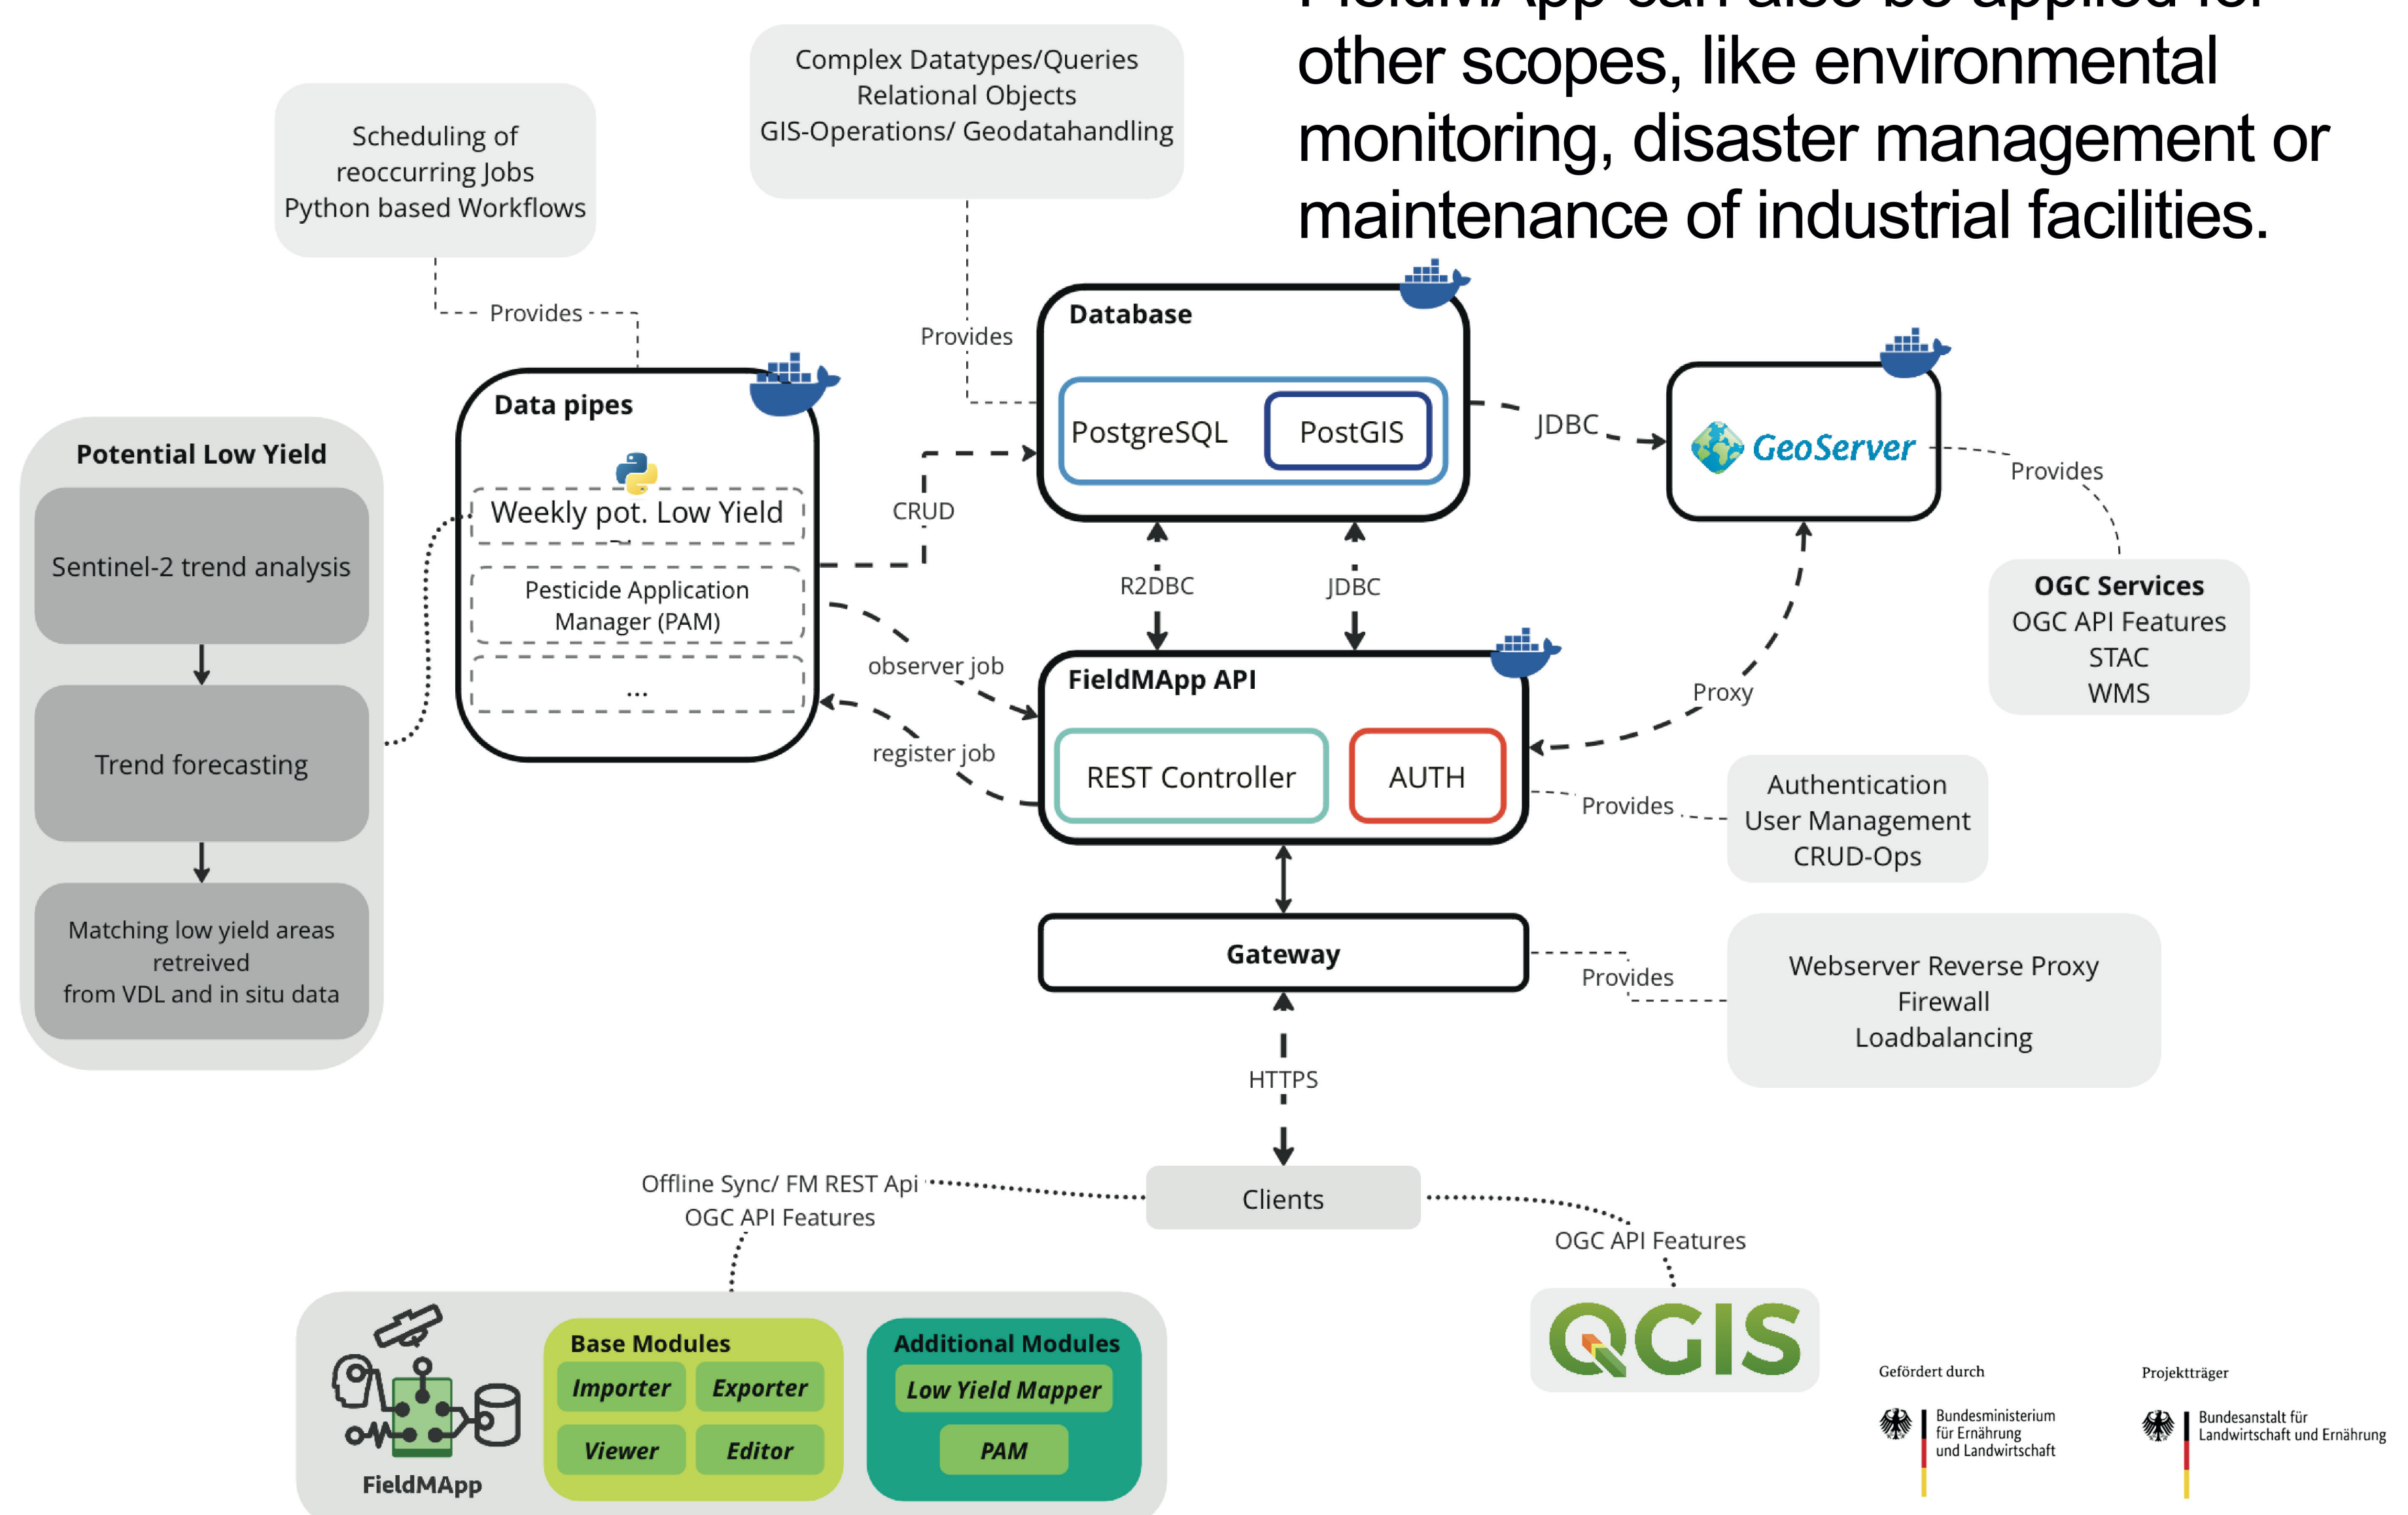 FieldMApp can also be applied for
other scopes, like environmental
monitoring, disaster management or
maintenance of industrial facilities.
Complex Datatypes/Queries
Relational Objects
GIS-Operations/ Geodatahandling
Scheduling of
reoccurring Jobs
Python based Workflows
Provides
Provides
Database
PostgreSQL
PostGIS
JDBC
GeoServer
Provides
OGC Services
OGC API Features
STAC
WMS
Data pipes
Weekly pot. Low Yield
Pesticide Application
Manager (PAM)
...
CRUD
observer job
register job
Potential Low Yield
Sentinel-2 trend analysis
Trend forecasting
Matching low yield areas
retreived
from VDL and in situ data
R2DBC
JDBC
FieldMApp API
REST Controller
AUTH
Proxy
Provides
Authentication
User Management
CRUD-Ops
Gateway
Provides
Webserver Reverse Proxy
Firewall
Loadbalancing
HTTPS
Clients
Offline Sync/ FM REST Api
OGC API Features
OGC API Features
QGIS
FieldMApp
Base Modules
Importer
Exporter
Viewer
Editor
Additional Modules
Low Yield Mapper
PAM
Gefördert durch
Bundesministerium
für Ernährung
und Landwirtschaft
Projektträger
Bundesanstalt für
Landwirtschaft und Ernährung